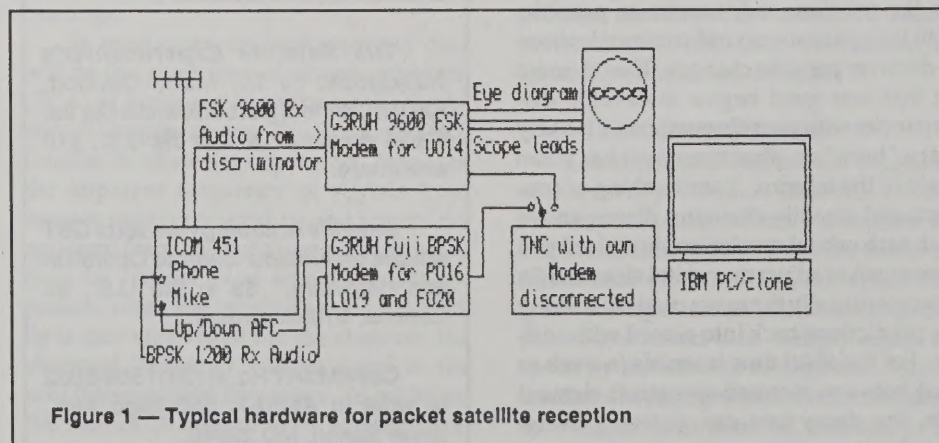 FSK 9600 Rx
Audio from
discriminator
G3RUH 9600 FSK
Modem for UO14
Eye diagram
Scope leads
ICOM 451
Phone
Mike
Up/Down AFC
BPSK 1200 Rx Audio
G3RUH Fuji BPSK
Modem for PO16
LO19 and FO20
TNC with own
Modem
disconnected
IBM PC/clone
Figure 1 — Typical hardware for packet satellite reception